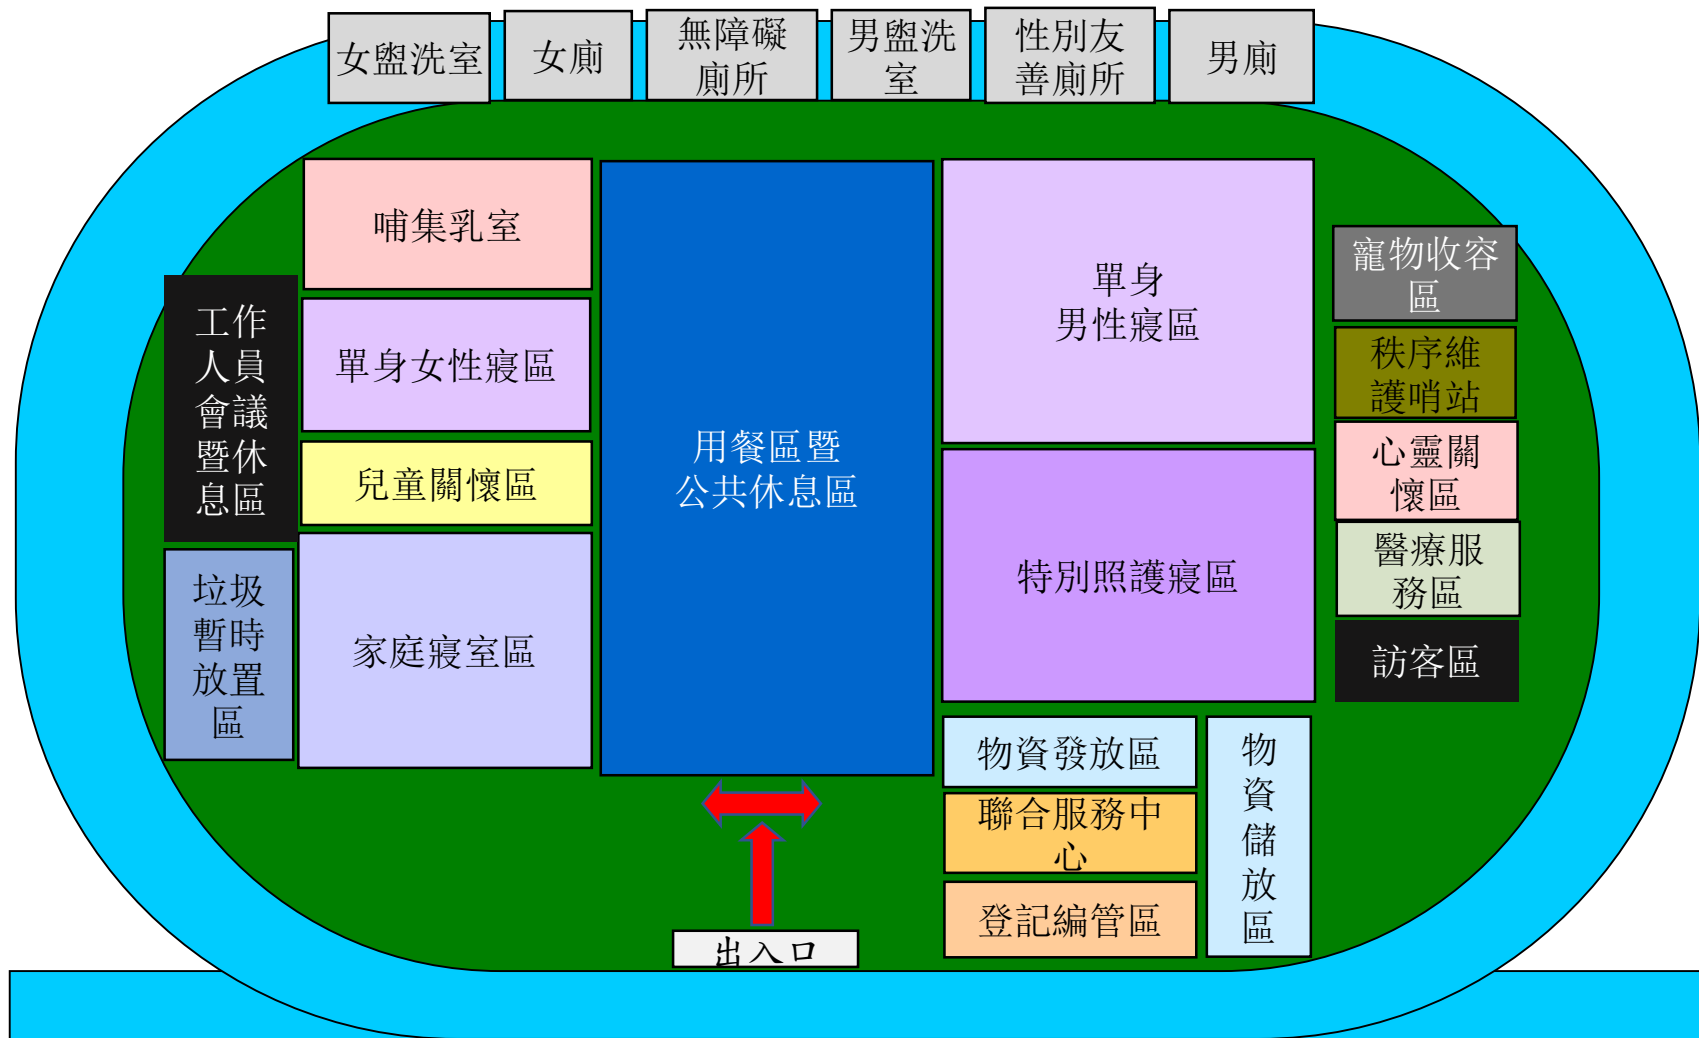 女盥洗室
女廁
無障礙
廁所
男盥洗
室
性別友
善廁所
男廁
哺集乳室
單身女性寢區
兒童關懷區
家庭寢室區
工作
人員
會議
暨休
息區
垃圾
暫時
放置
區
用餐區暨
公共休息區
單身
男性寢區
特別照護寢區
寵物收容
區
秩序維
護哨站
心靈關
懷區
醫療服
務區
訪客區
物資發放區
聯合服務中
心
登記編管區
物
資
儲
放
區
出入口